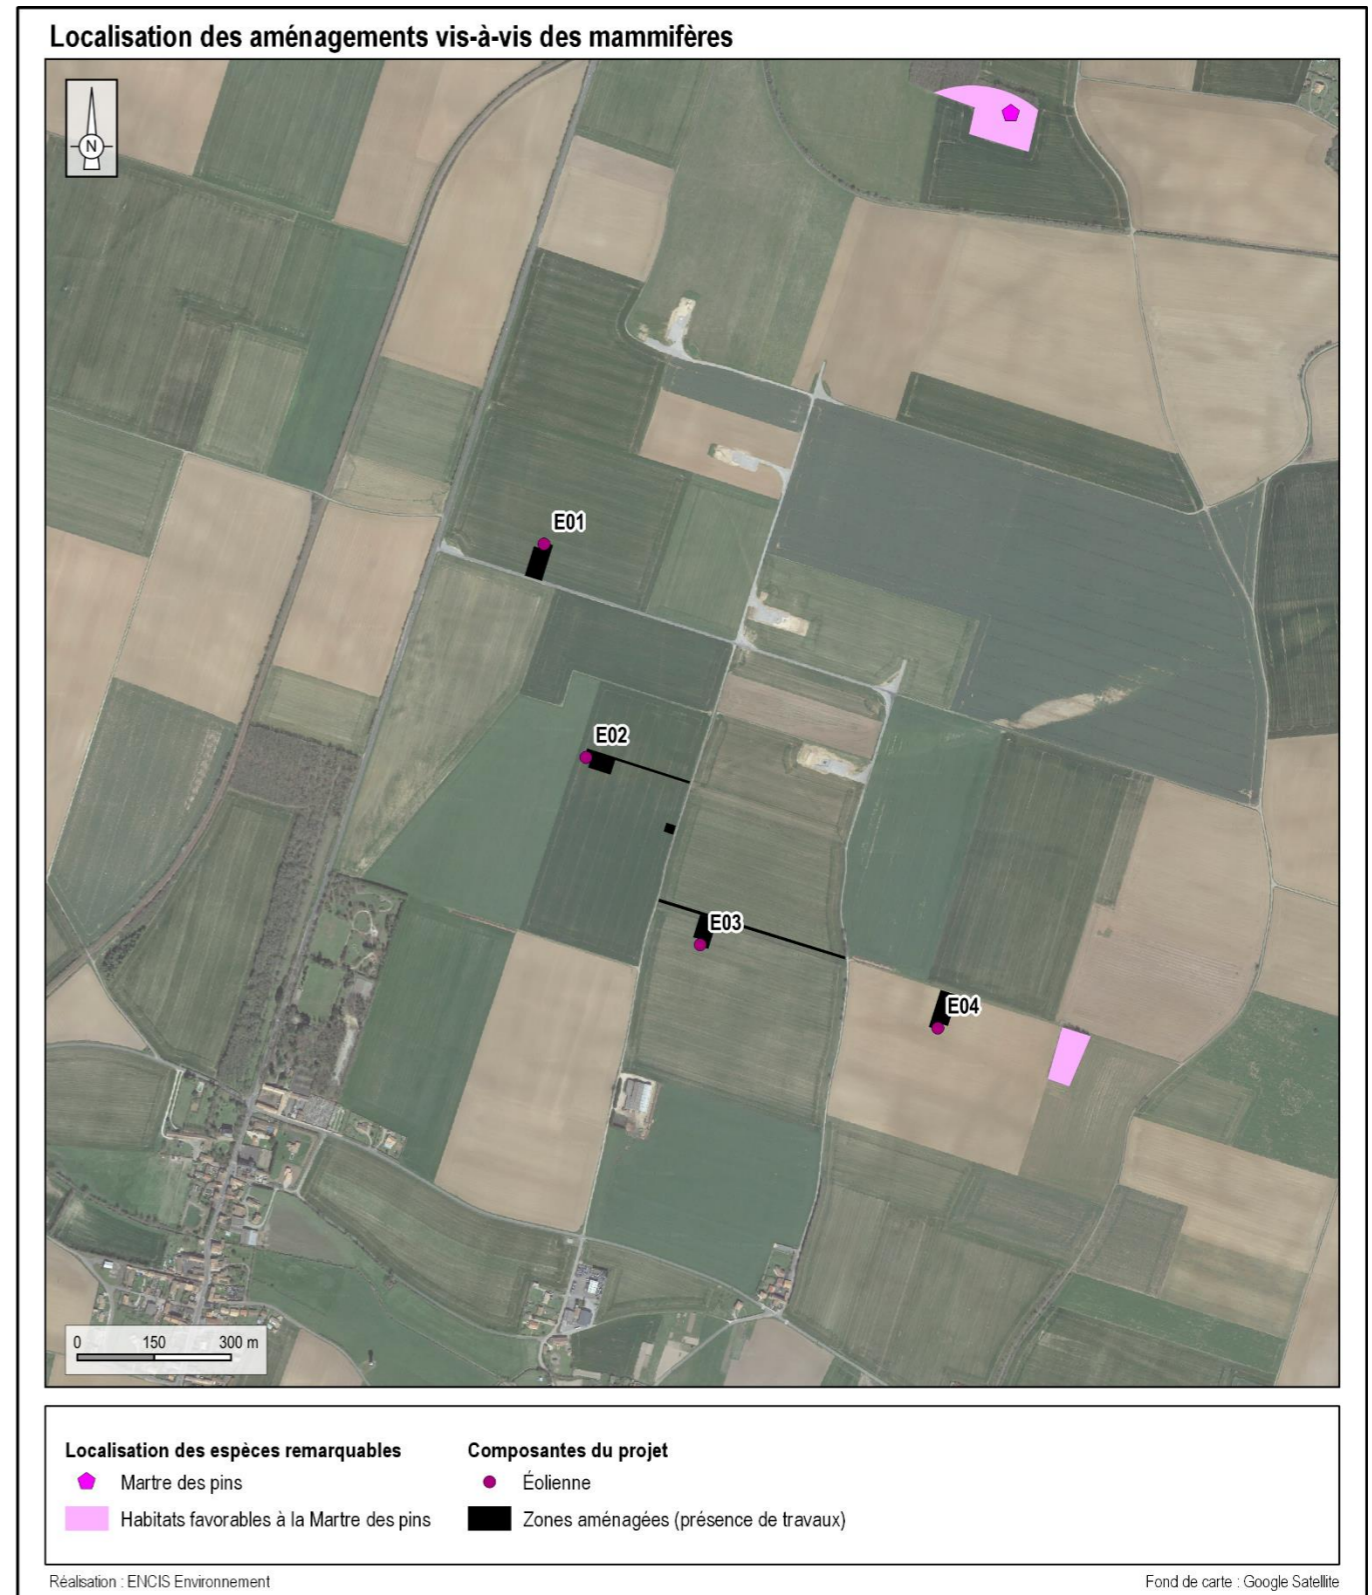 Localisation des aménagements vis-à-vis des mammifères
N
E01
E02
E03
E04
0 150 300 m
Localisation des espèces remarquables
Martre des pins
Habitats favorables à la Martre des pins
Composantes du projet
Éolienne
Zones aménagées (présence de travaux)
Réalisation : ENCIS Environnement
Fond de carte : Google Satellite